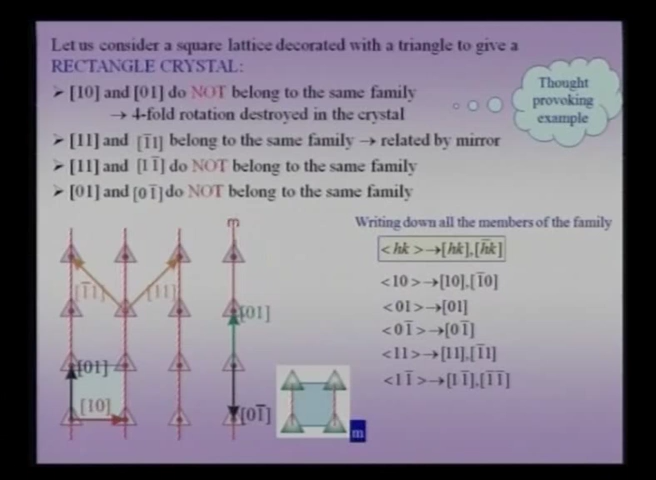 Let us consider a square lattice decorated with a triangle to give a
RECTANGLE CRYSTAL:
➢ [10] and [01] do NOT belong to the same family
→ 4-fold rotation destroyed in the crystal
➢ [11] and [1̅1] belong to the same family → related by mirror
➢ [11] and [11̅] do NOT belong to the same family
➢ [01] and [01̅] do NOT belong to the same family
Thought
provoking
example
Writing down all the members of the family
<hk>→[hk],[h̅k]
<10>→[10],[1̅0]
<01>→[01]
<01̅>→[01̅]
<11>→[11],[1̅1]
<11̅>→[11̅],[1̅1̅]
m
[1̅1] [11]
[01]
[01]
[10]
[01̅]
m